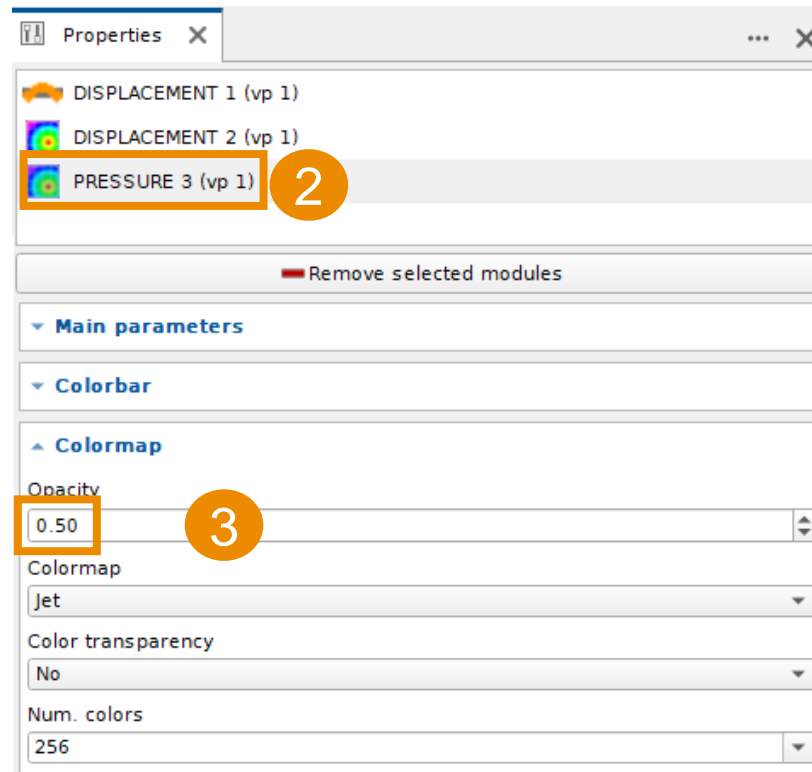 Properties
DISPLACEMENT 1 (vp 1)
DISPLACEMENT 2 (vp 1)
PRESSURE 3 (vp 1)
2
Remove selected modules
Main parameters
Colorbar
Colormap
Opacity
0.50
3
Colormap
Jet
Color transparency
No
Num. colors
256